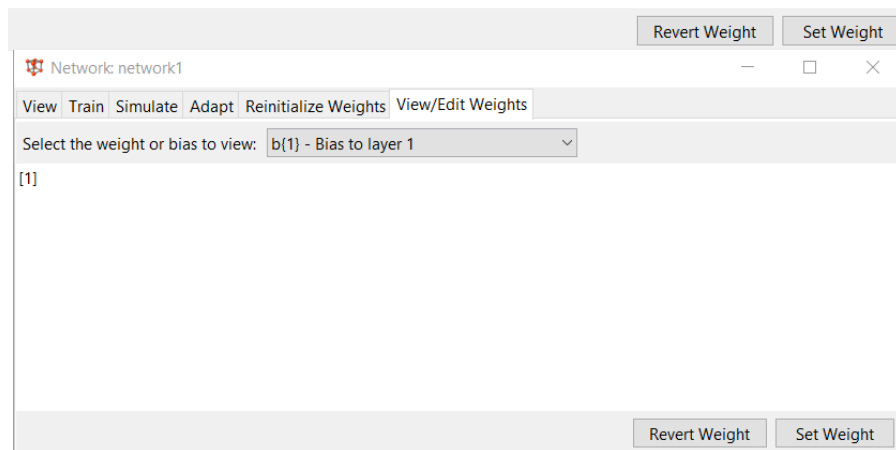 Revert Weight Set Weight
Network: network1
View Train Simulate Adapt Reinitialize Weights View/Edit Weights
Select the weight or bias to view: b{1} - Bias to layer 1
[1]
Revert Weight Set Weight